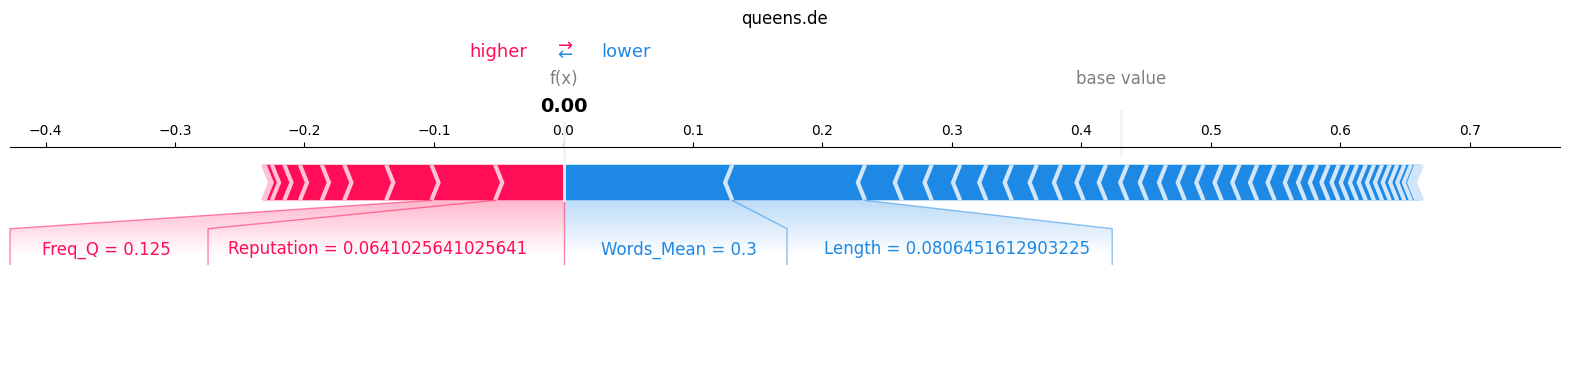 queens.de
higher ⇄ lower
f(x) base value
0.00
−0.4 −0.3 −0.2 −0.1 0.0 0.1 0.2 0.3 0.4 0.5 0.6 0.7
Freq_Q = 0.125 Reputation = 0.0641025641025641 Words_Mean = 0.3 Length = 0.0806451612903225